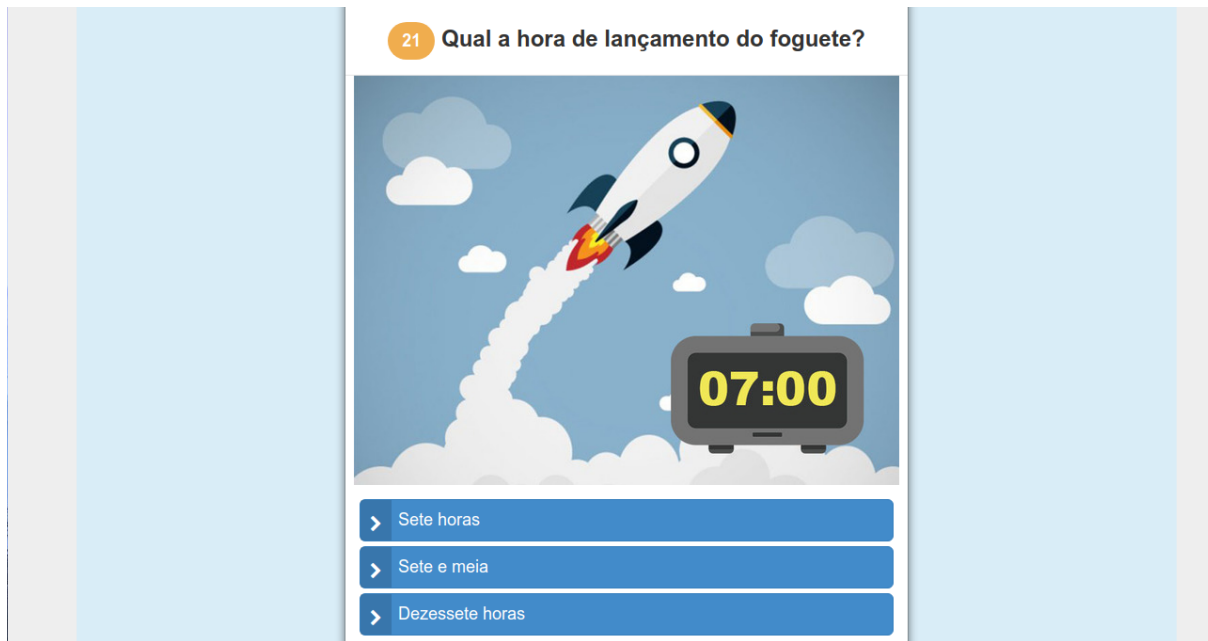 21 Qual a hora de lançamento do foguete?
07:00
Sete horas
Sete e meia
Dezessete horas